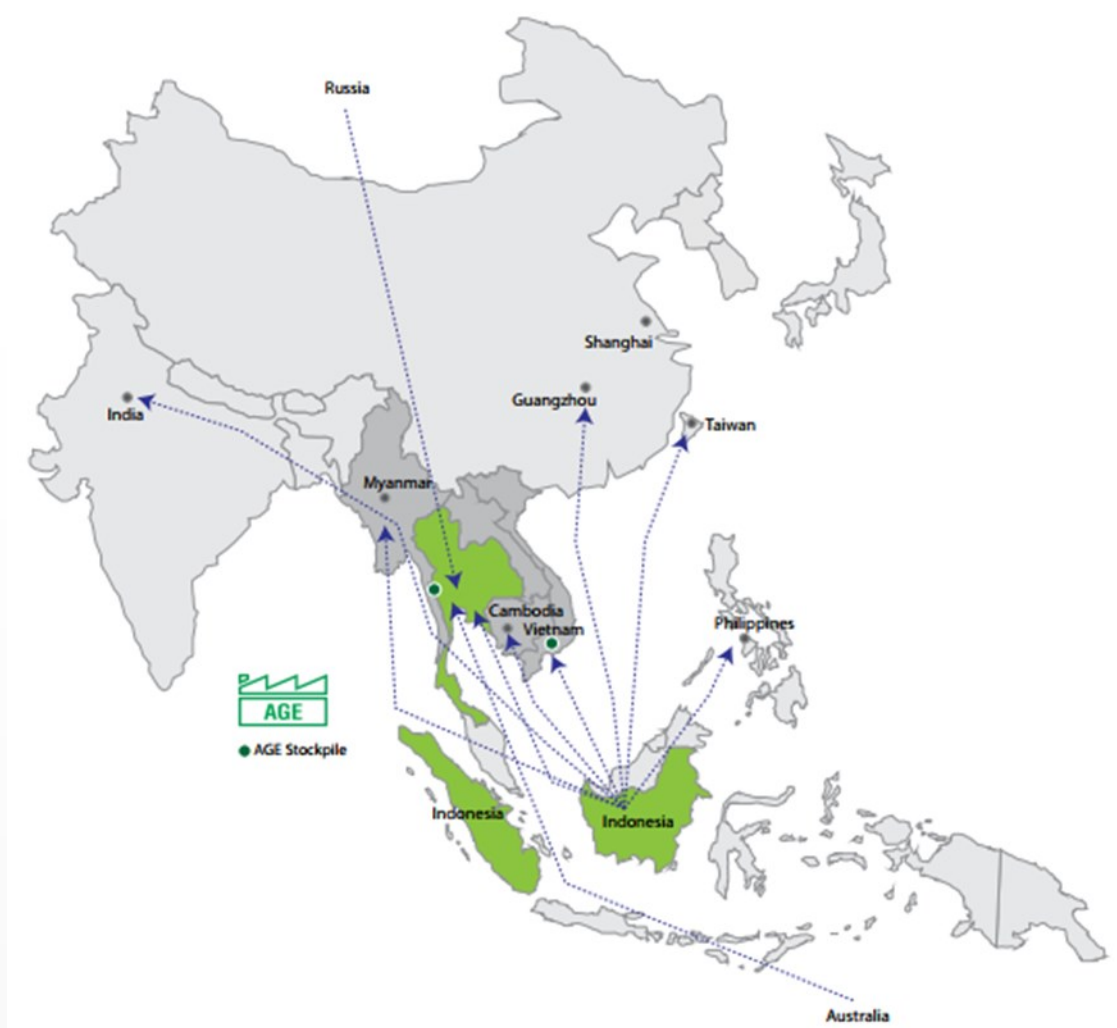 Russia
Shanghai
Guangzhou
India
Taiwan
Myanmar
Cambodia
Vietnam
Philippines
AGE
AGE Stockpile
Indonesia
Indonesia
Australia